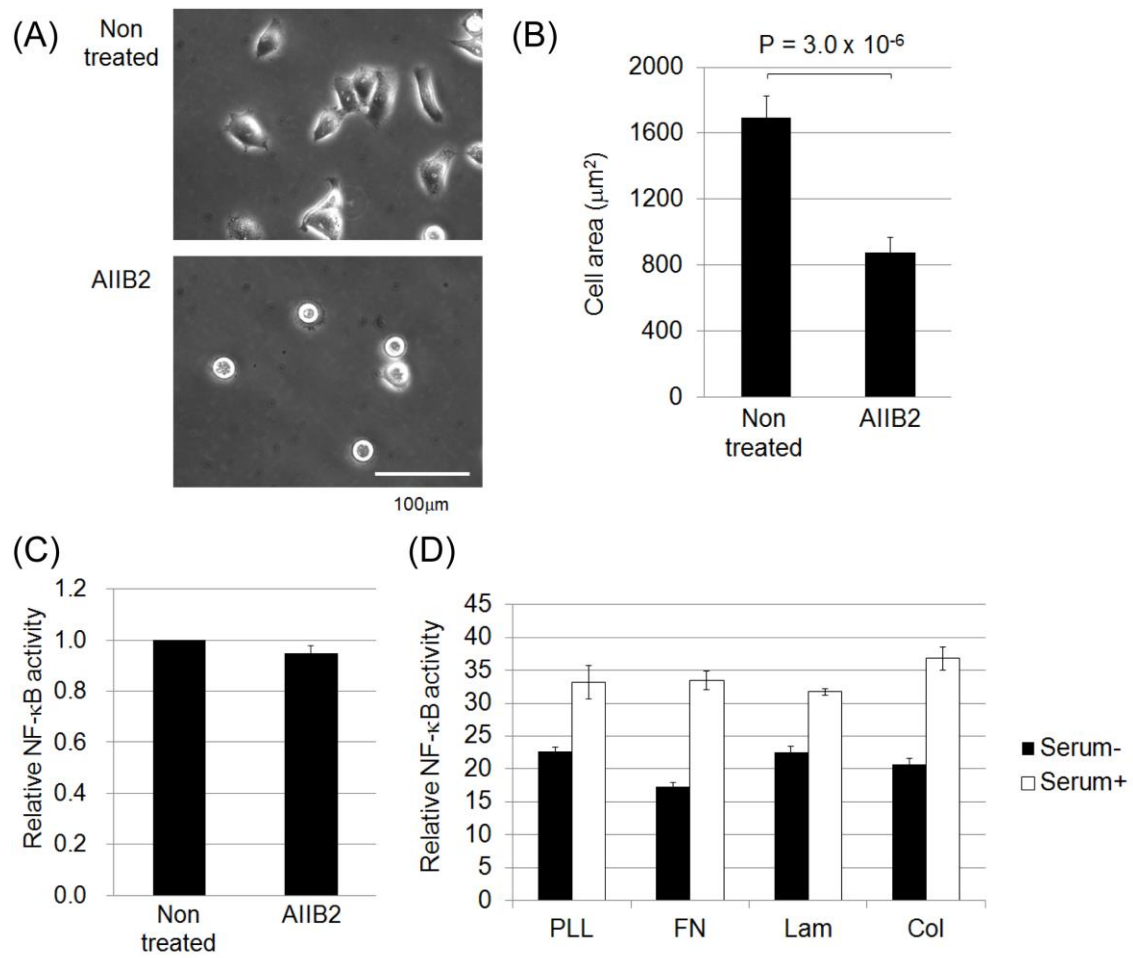 (A)
Non
treated
AIIB2
100μm
(B)
P = 3.0 x 10-6
Cell area (μm2)
2000
1600
1200
800
400
0
Non
treated
AIIB2
(C)
Relative NF-κB activity
1.2
1.0
0.8
0.6
0.4
0.2
0.0
Non
treated
AIIB2
(D)
Relative NF-κB activity
45
40
35
30
25
20
15
10
5
0
PLL FN Lam Col
Serum-
Serum+